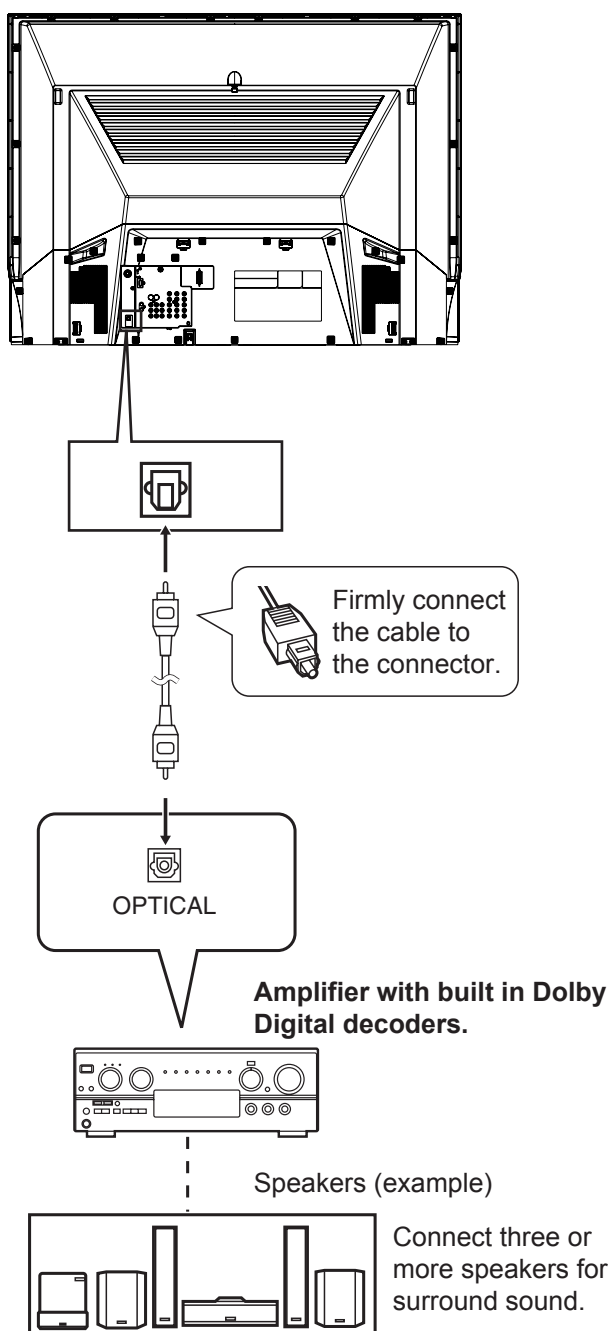 Firmly connect
the cable to
the connector.
OPTICAL
Amplifier with built in Dolby
Digital decoders.
Speakers (example)
Connect three or
more speakers for
surround sound.